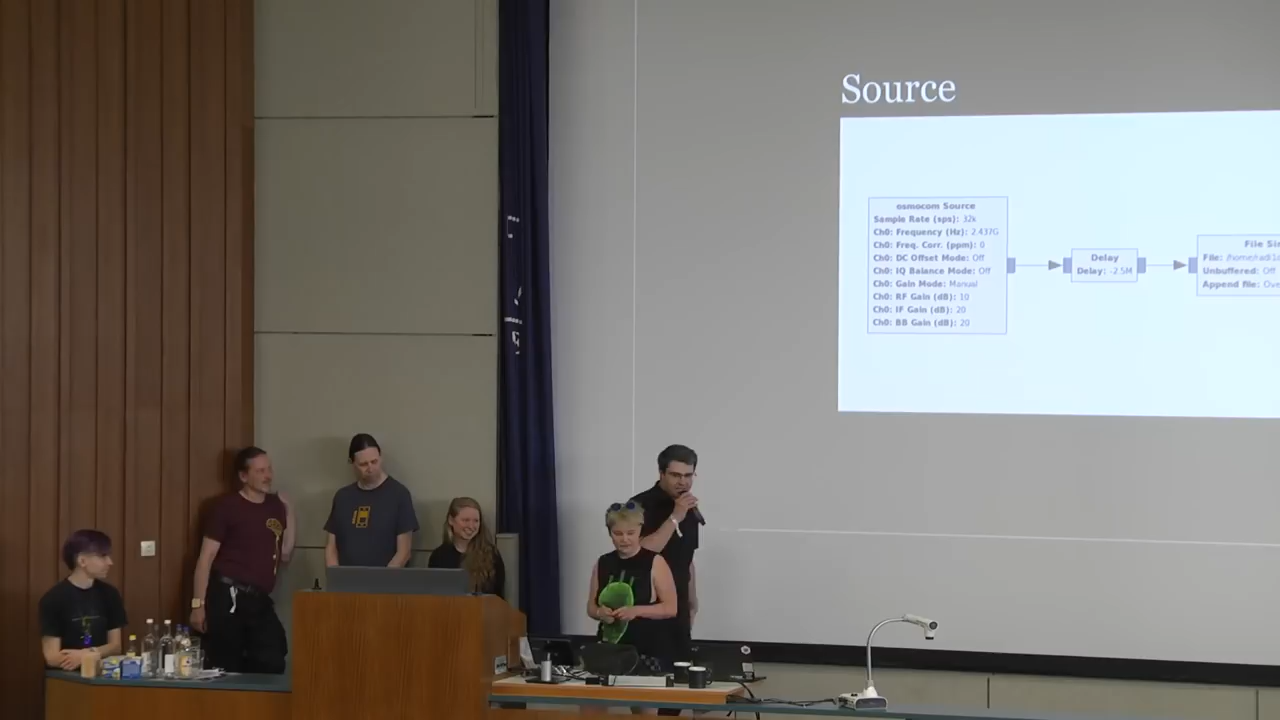 Source
osmocom Source
Sample Rate (sps): 32k
Ch0: Frequency (Hz): 2.437G
Ch0: Freq. Corr. (ppm): 0
Ch0: DC Offset Mode: Off
Ch0: IQ Balance Mode: Off
Ch0: Gain Mode: Manual
Ch0: RF Gain (dB): 10
Ch0: IF Gain (dB): 20
Ch0: BB Gain (dB): 20
Delay
Delay: -2.5M
File
File:
Unbuffered: Off
Append file: